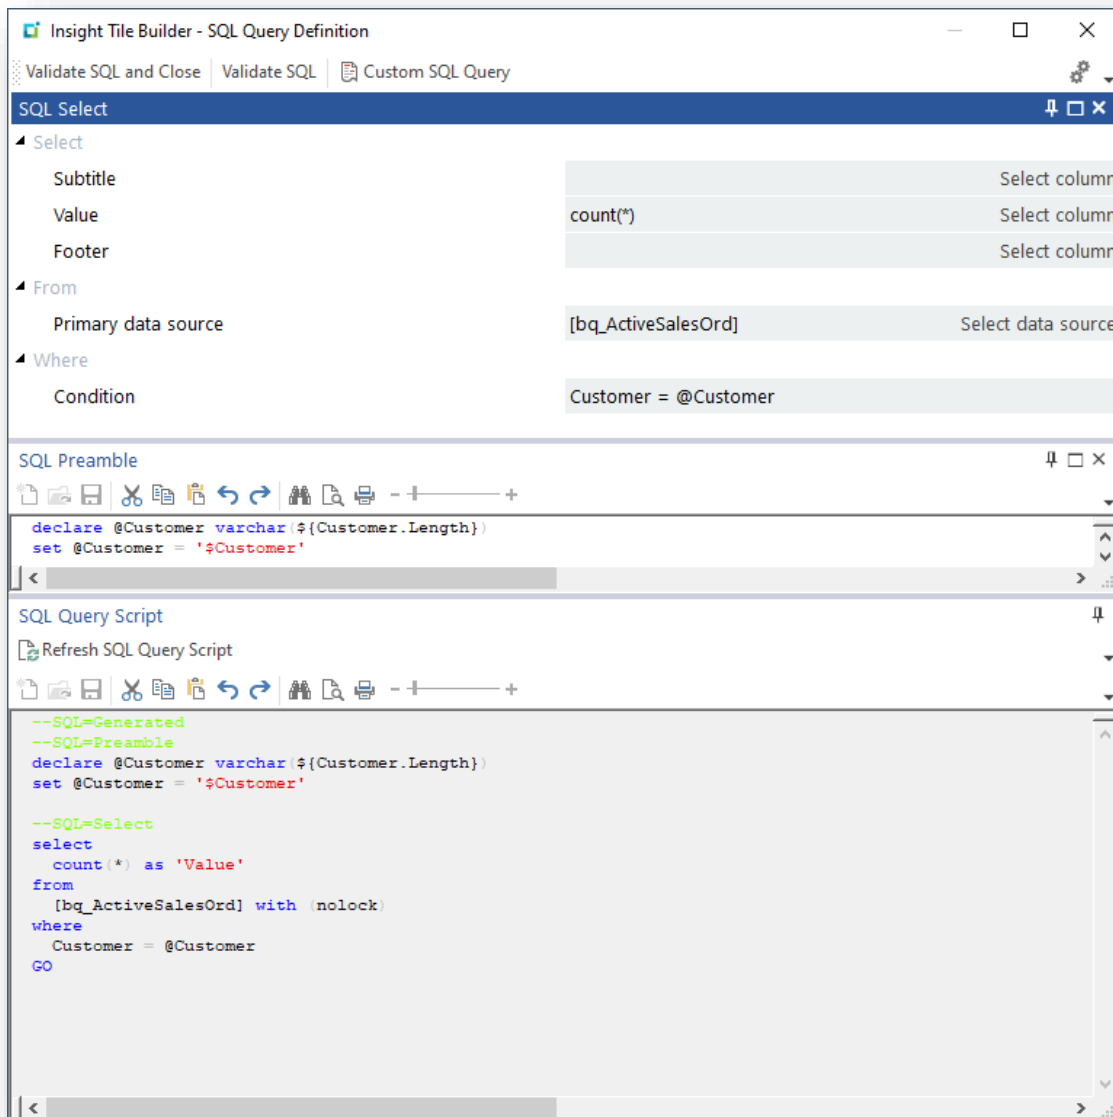 Insight Tile Builder - SQL Query Definition
Validate SQL and Close Validate SQL Custom SQL Query
SQL Select
Select
Subtitle Select column
Value count(*) Select column
Footer Select column
From
Primary data source [bq_ActiveSalesOrd] Select data source
Where
Condition Customer = @Customer
SQL Preamble
declare @Customer varchar(${Customer.Length})
set @Customer = '$Customer'
SQL Query Script
Refresh SQL Query Script
--SQL=Generated
--SQL=Preamble
declare @Customer varchar(${Customer.Length})
set @Customer = '$Customer'
--SQL=Select
select
count(*) as 'Value'
from
[bq_ActiveSalesOrd] with (nolock)
where
Customer = @Customer
GO